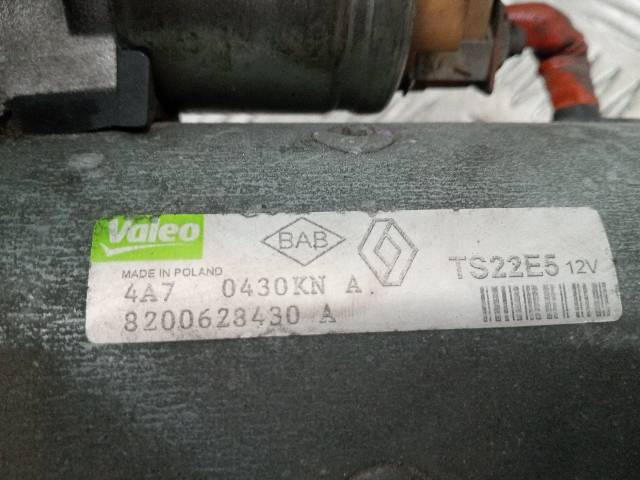 Valeo
BAB
MADE IN POLAND
TS22E5 12V
4A7 0430KN A
8200628430 A